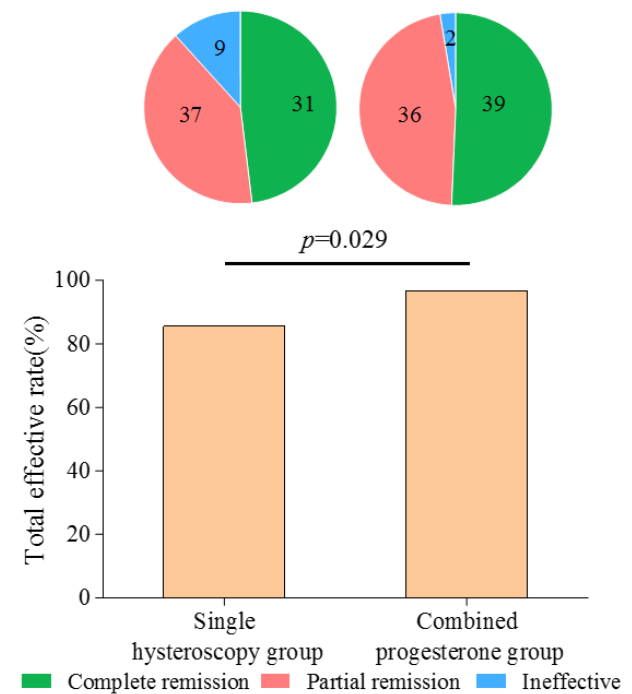 9
37
31
2
36
39
p=0.029
Total effective rate(%)
100
80
60
40
20
0
Single
hysteroscopy group
Combined
progesterone group
Complete remission
Partial remission
Ineffective